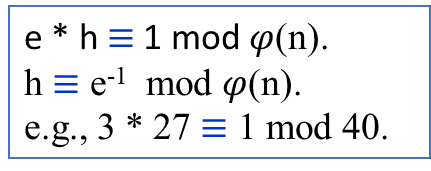 e * h ≡ 1 mod φ(n).
h ≡ e⁻¹ mod φ(n).
e.g., 3 * 27 ≡ 1 mod 40.